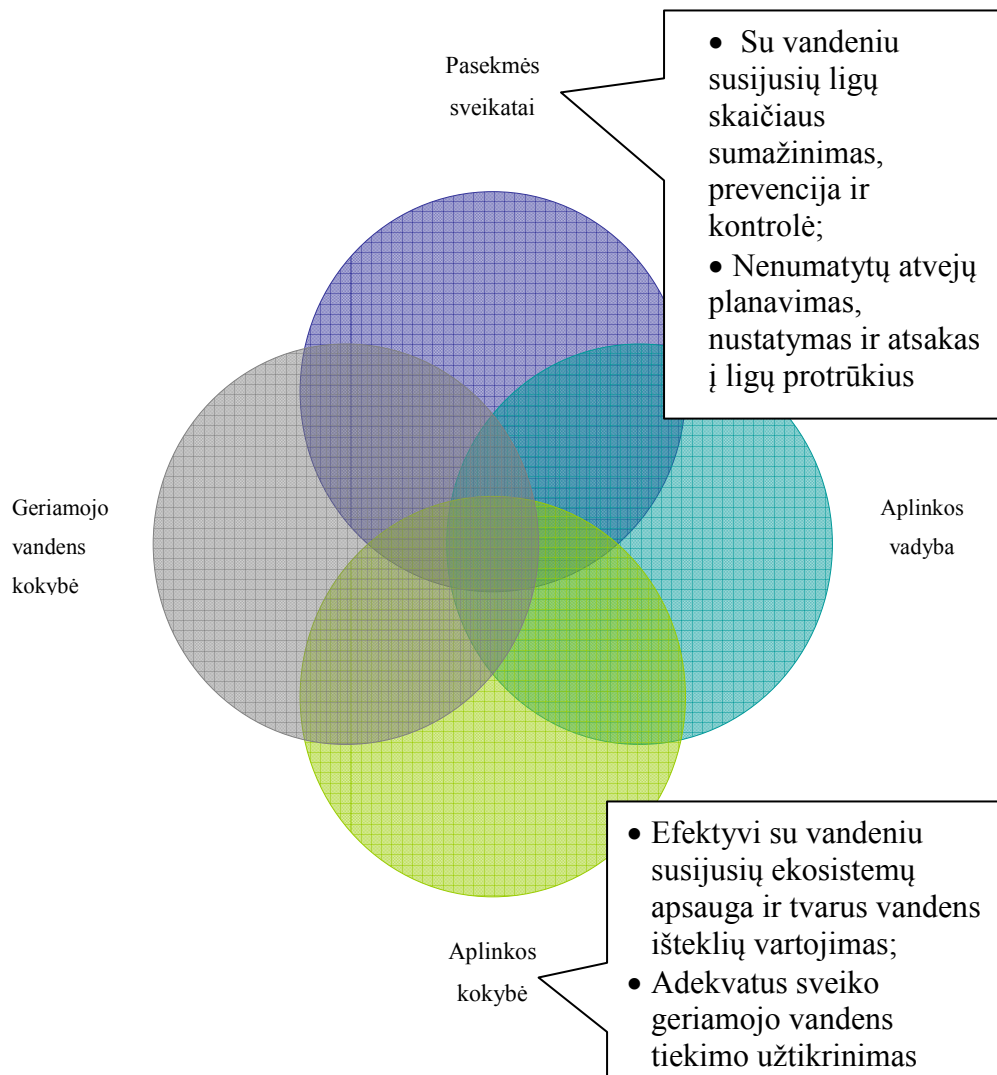 Pasekmės
sveikatai
• Su vandeniu
susijusių ligų
skaičiaus
sumažinimas,
prevencija ir
kontrolė;
• Nenumatytų atvejų
planavimas,
nustatymas ir atsakas
į ligų protrūkius
Geriamojo
vandens
kokybė
Aplinkos
vadyba
Aplinkos
kokybė
• Efektyvi su vandeniu
susijusių ekosistemų
apsauga ir tvarus vandens
išteklių vartojimas;
• Adekvatus sveiko
geriamojo vandens
tiekimo užtikrinimas